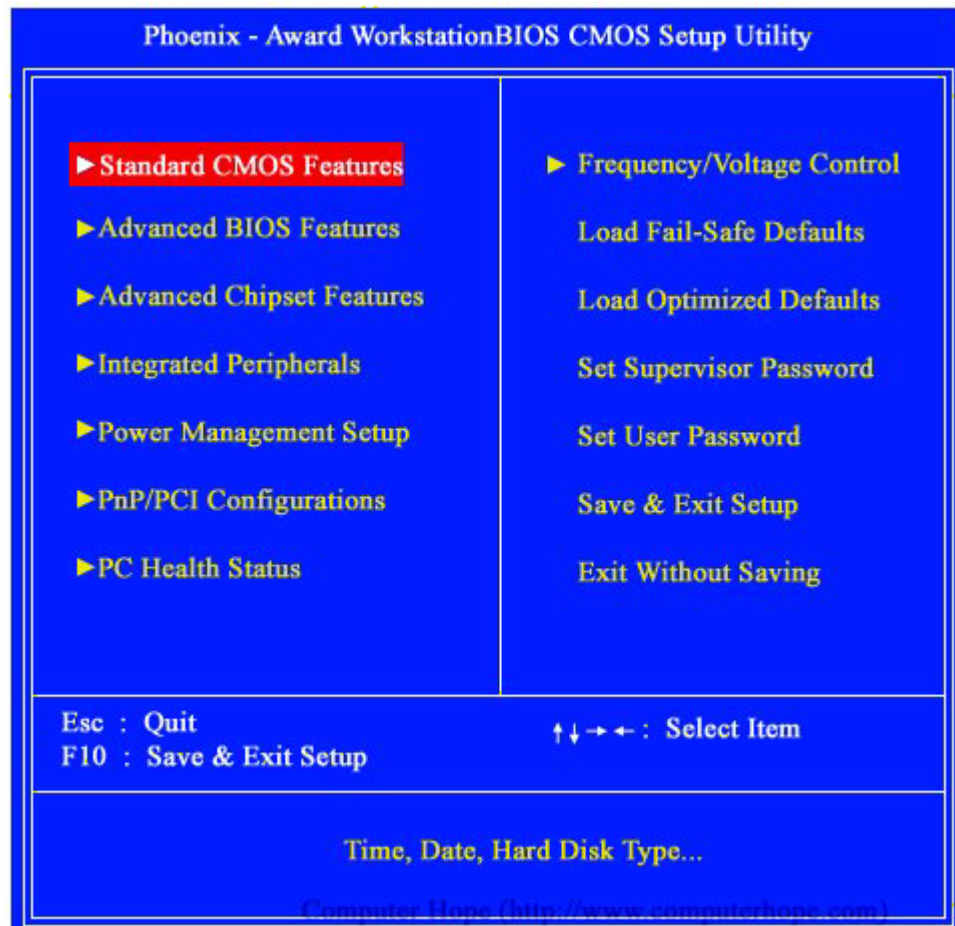 Phoenix - Award WorkstationBIOS CMOS Setup Utility
►Standard CMOS Features
►Advanced BIOS Features
►Advanced Chipset Features
►Integrated Peripherals
►Power Management Setup
►PnP/PCI Configurations
►PC Health Status
► Frequency/Voltage Control
Load Fail-Safe Defaults
Load Optimized Defaults
Set Supervisor Password
Set User Password
Save & Exit Setup
Exit Without Saving
Esc : Quit
F10 : Save & Exit Setup
↑↓→← : Select Item
Time, Date, Hard Disk Type...
Computer Hope (http://www.computerhope.com)